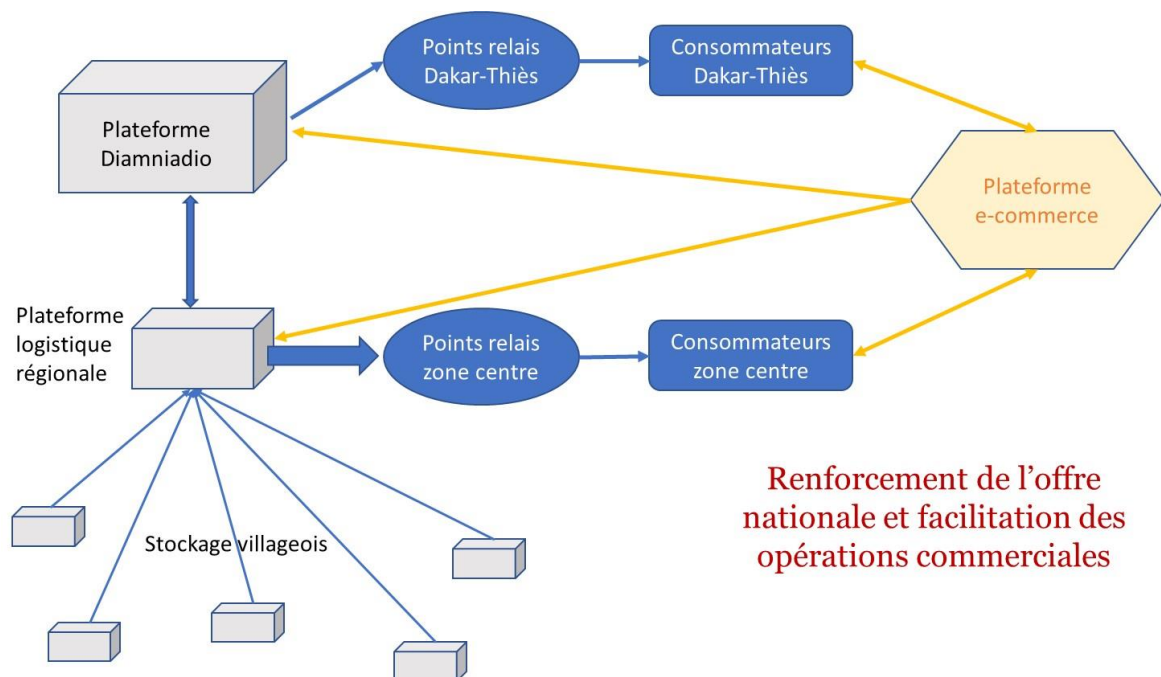 Points relais
Dakar-Thiès
Consommateurs
Dakar-Thiès
Plateforme
Diamniadio
Plateforme
e-commerce
Plateforme
logistique
régionale
Points relais
zone centre
Consommateurs
zone centre
Stockage villageois
Renforcement de l’offre
nationale et facilitation des
opérations commerciales